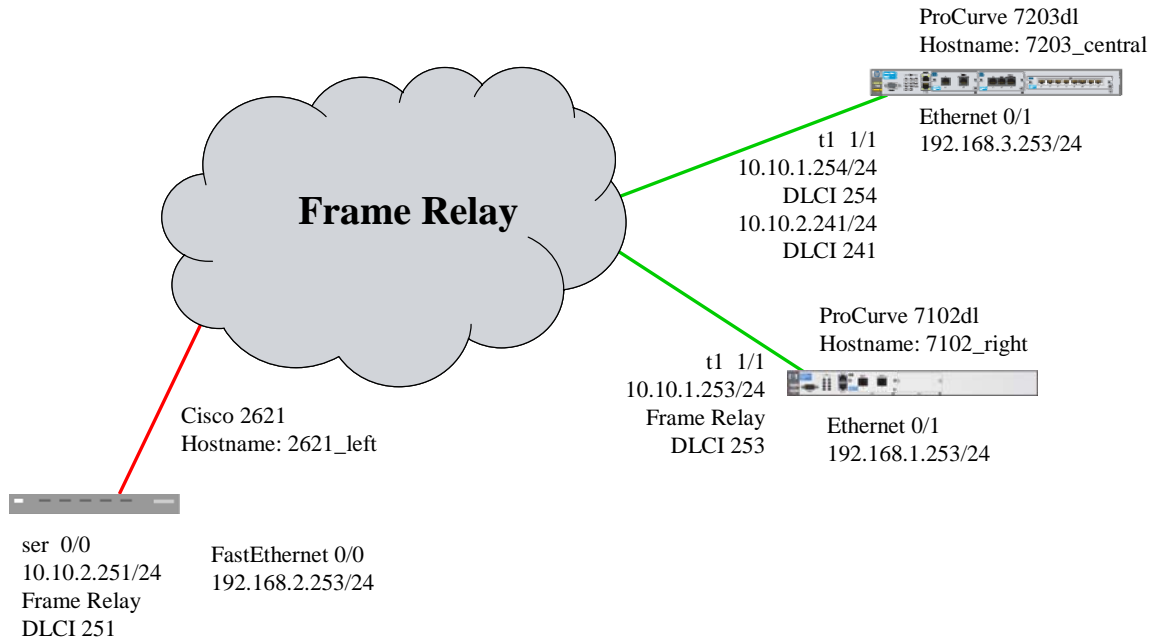 ProCurve 7203dl
Hostname: 7203_central
Ethernet 0/1
192.168.3.253/24
t1 1/1
10.10.1.254/24
DLCI 254
10.10.2.241/24
DLCI 241
Frame Relay
ProCurve 7102dl
Hostname: 7102_right
t1 1/1
10.10.1.253/24
Frame Relay
DLCI 253
Ethernet 0/1
192.168.1.253/24
Cisco 2621
Hostname: 2621_left
ser 0/0
10.10.2.251/24
Frame Relay
DLCI 251
FastEthernet 0/0
192.168.2.253/24